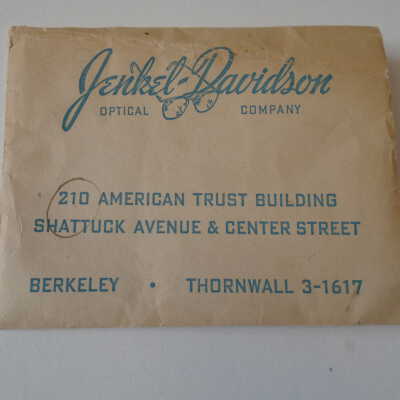 Jenkel-Davidson
OPTICAL COMPANY
210 AMERICAN TRUST BUILDING
SHATTUCK AVENUE & CENTER STREET
BERKELEY • THORNWALL 3-1617